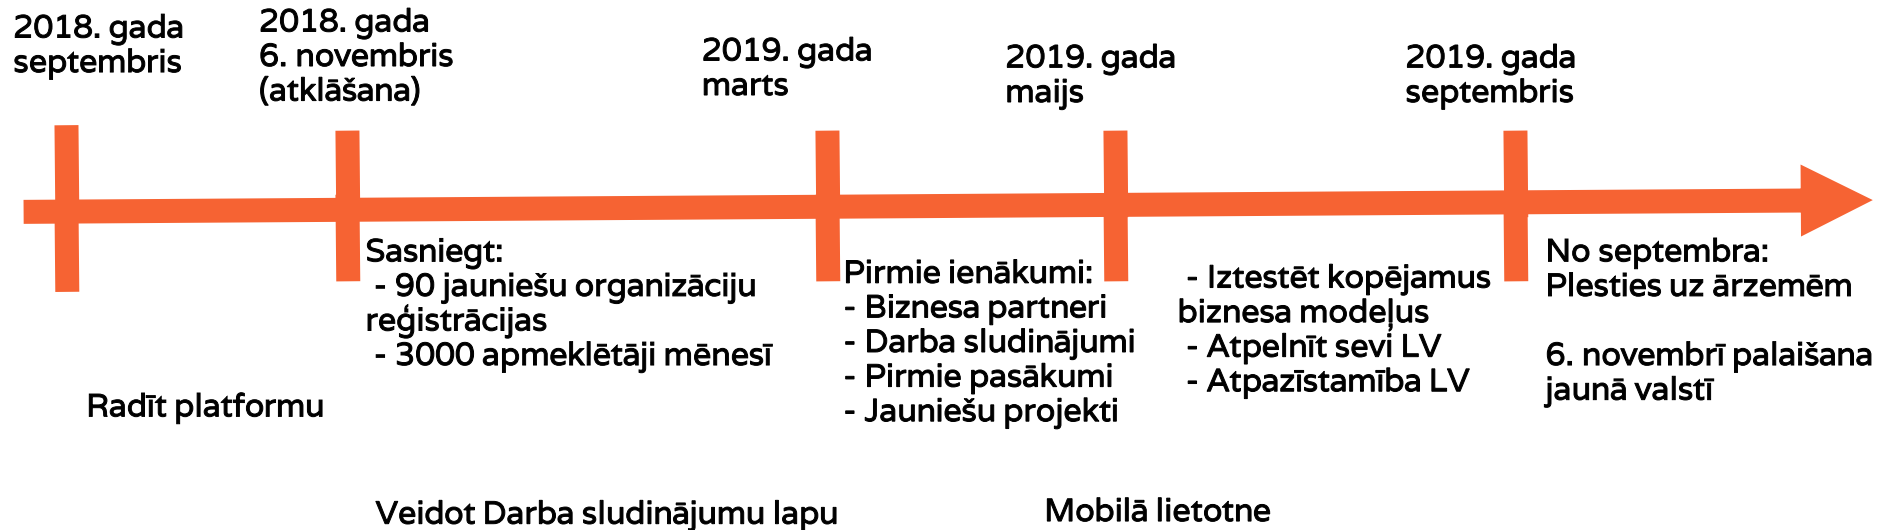 2018. gada
septembris
2018. gada
6. novembris
(atklāšana)
2019. gada
marts
2019. gada
maijs
2019. gada
septembris
Radīt platformu
Sasniegt:
- 90 jauniešu organizāciju
reģistrācijas
- 3000 apmeklētāji mēnesī
Pirmie ienākumi:
- Biznesa partneri
- Darba sludinājumi
- Pirmie pasākumi
- Jauniešu projekti
- Iztestēt kopējamus
biznesa modeļus
- Atpelnīt sevi LV
- Atpazīstamība LV
No septembra:
Plesties uz ārzemēm
6. novembrī palaišana
jaunā valstī
Veidot Darba sludinājumu lapu
Mobilā lietotne